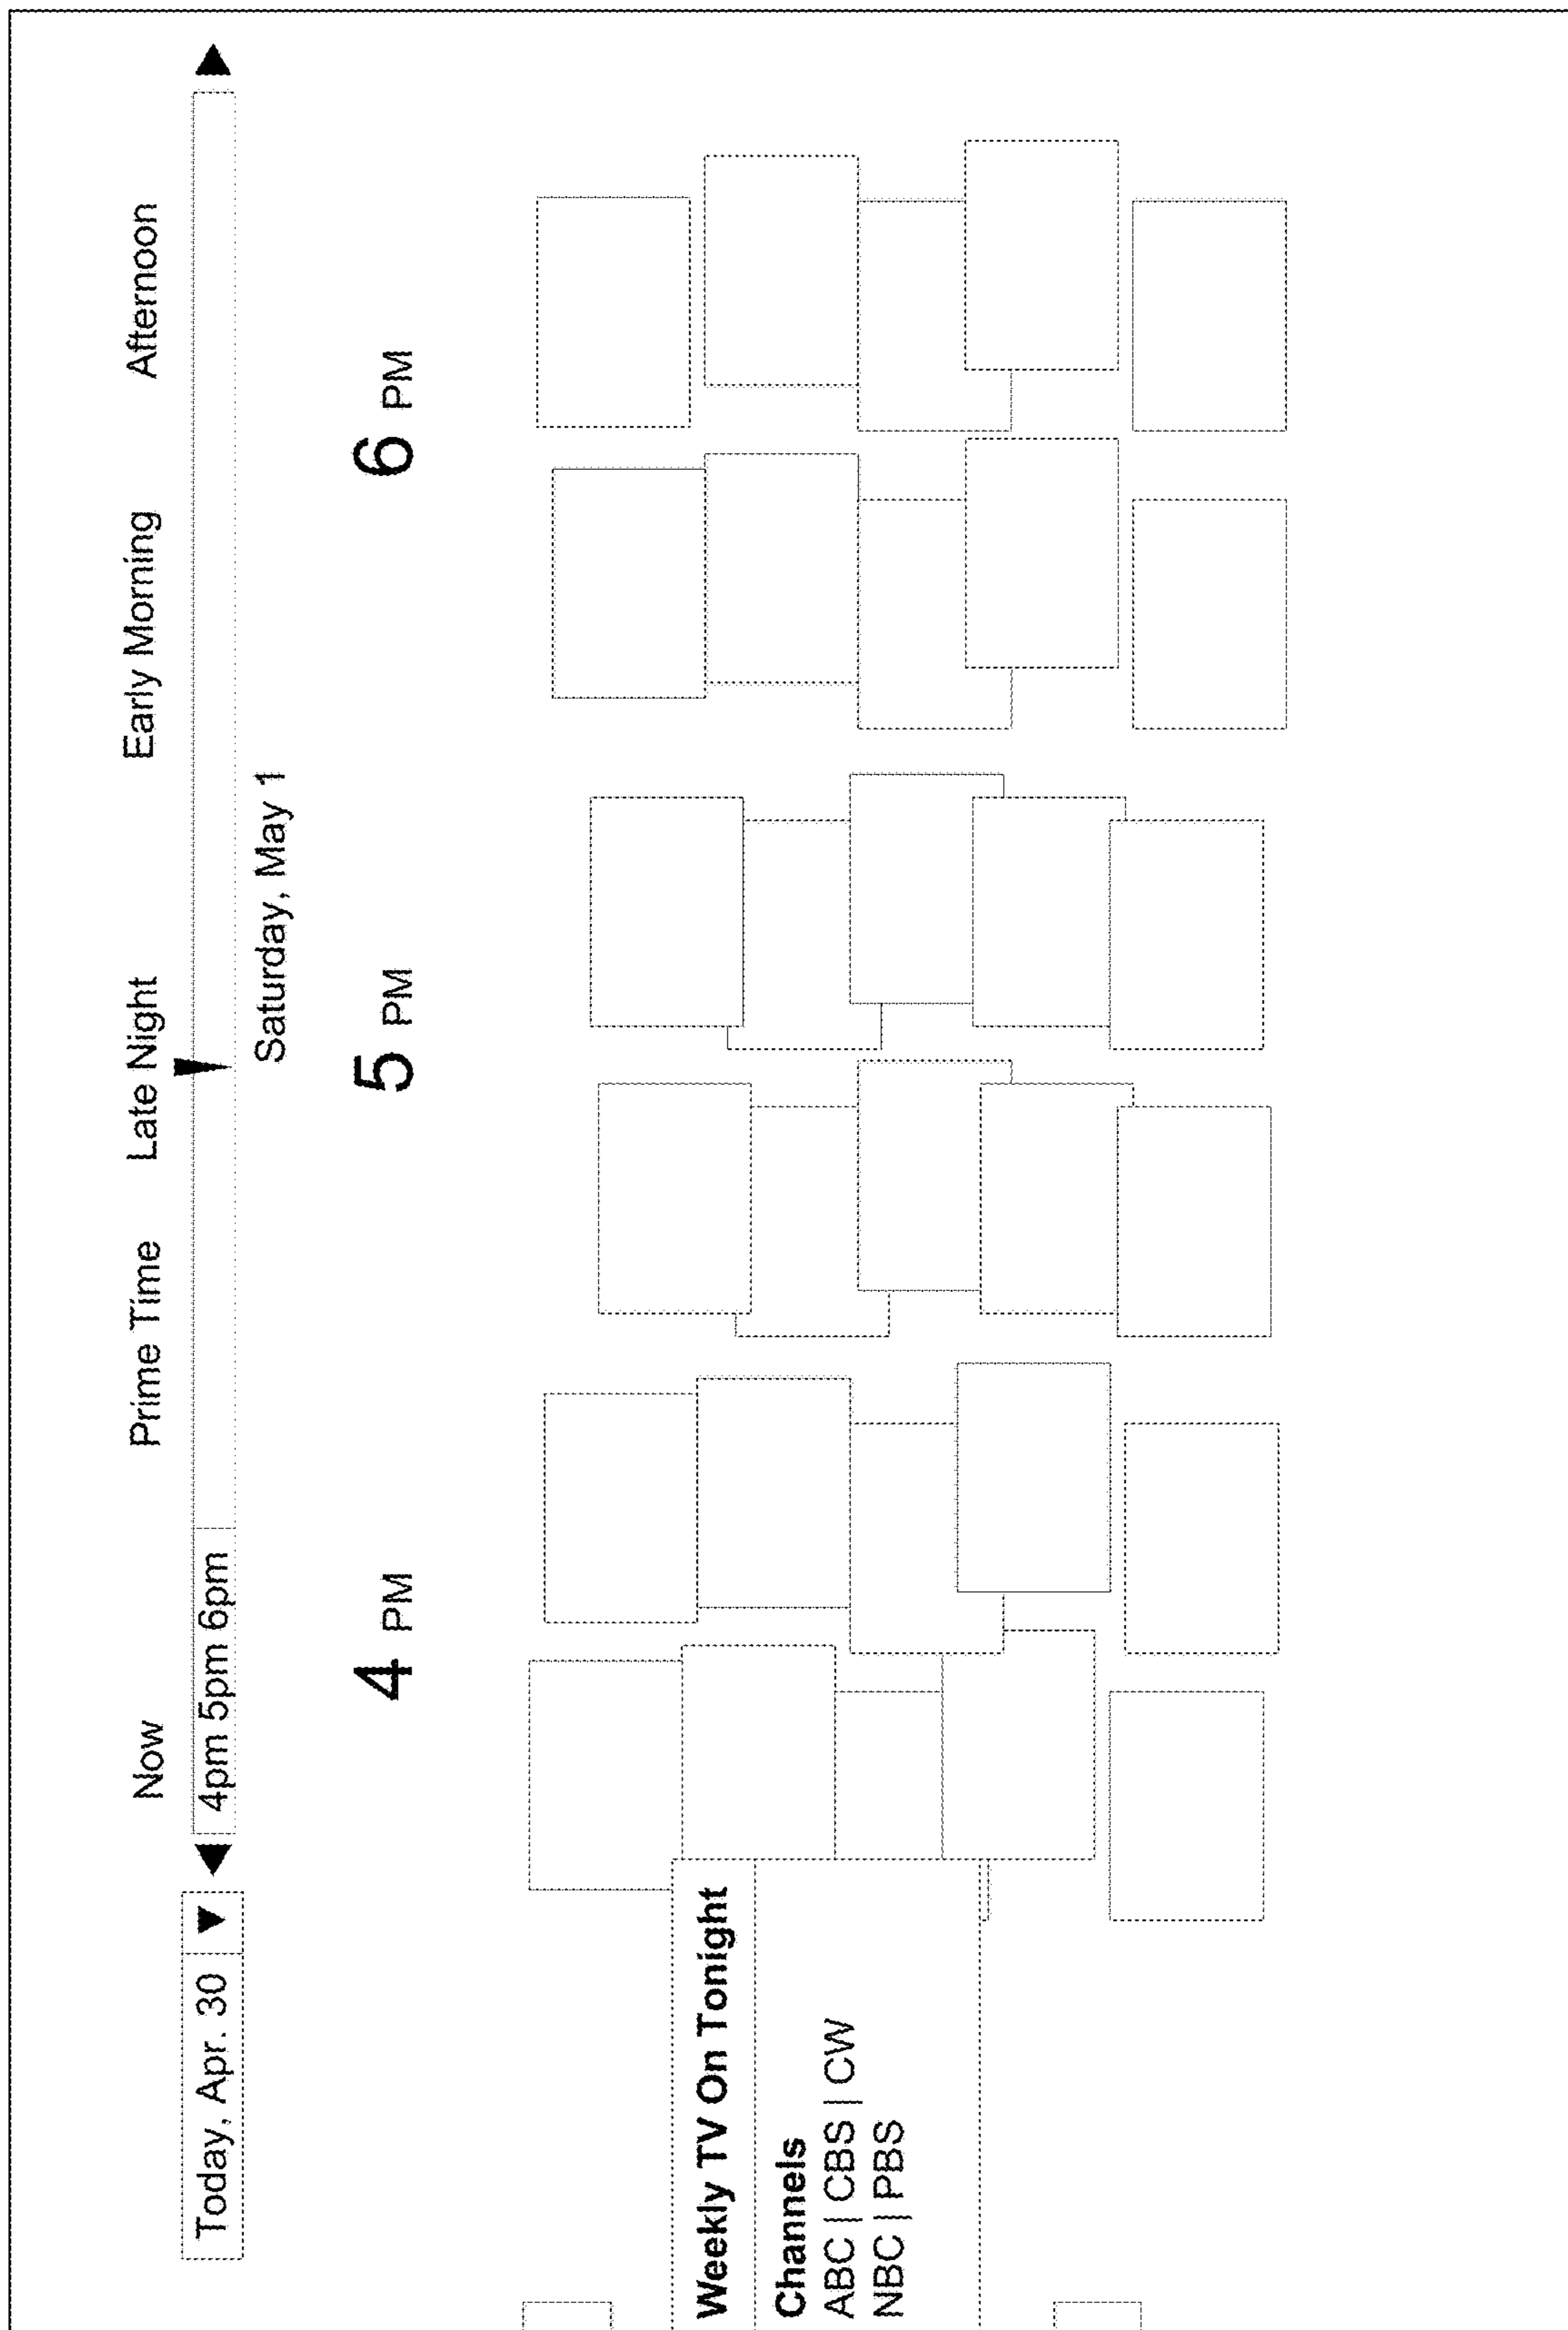 Now Prime Time Late Night Early Morning Afternoon
Today, Apr. 30 4pm 5pm 6pm
Saturday, May 1
4 PM 5 PM 6 PM
Weekly TV On Tonight
Channels
ABC | CBS | CW
NBC | PBS